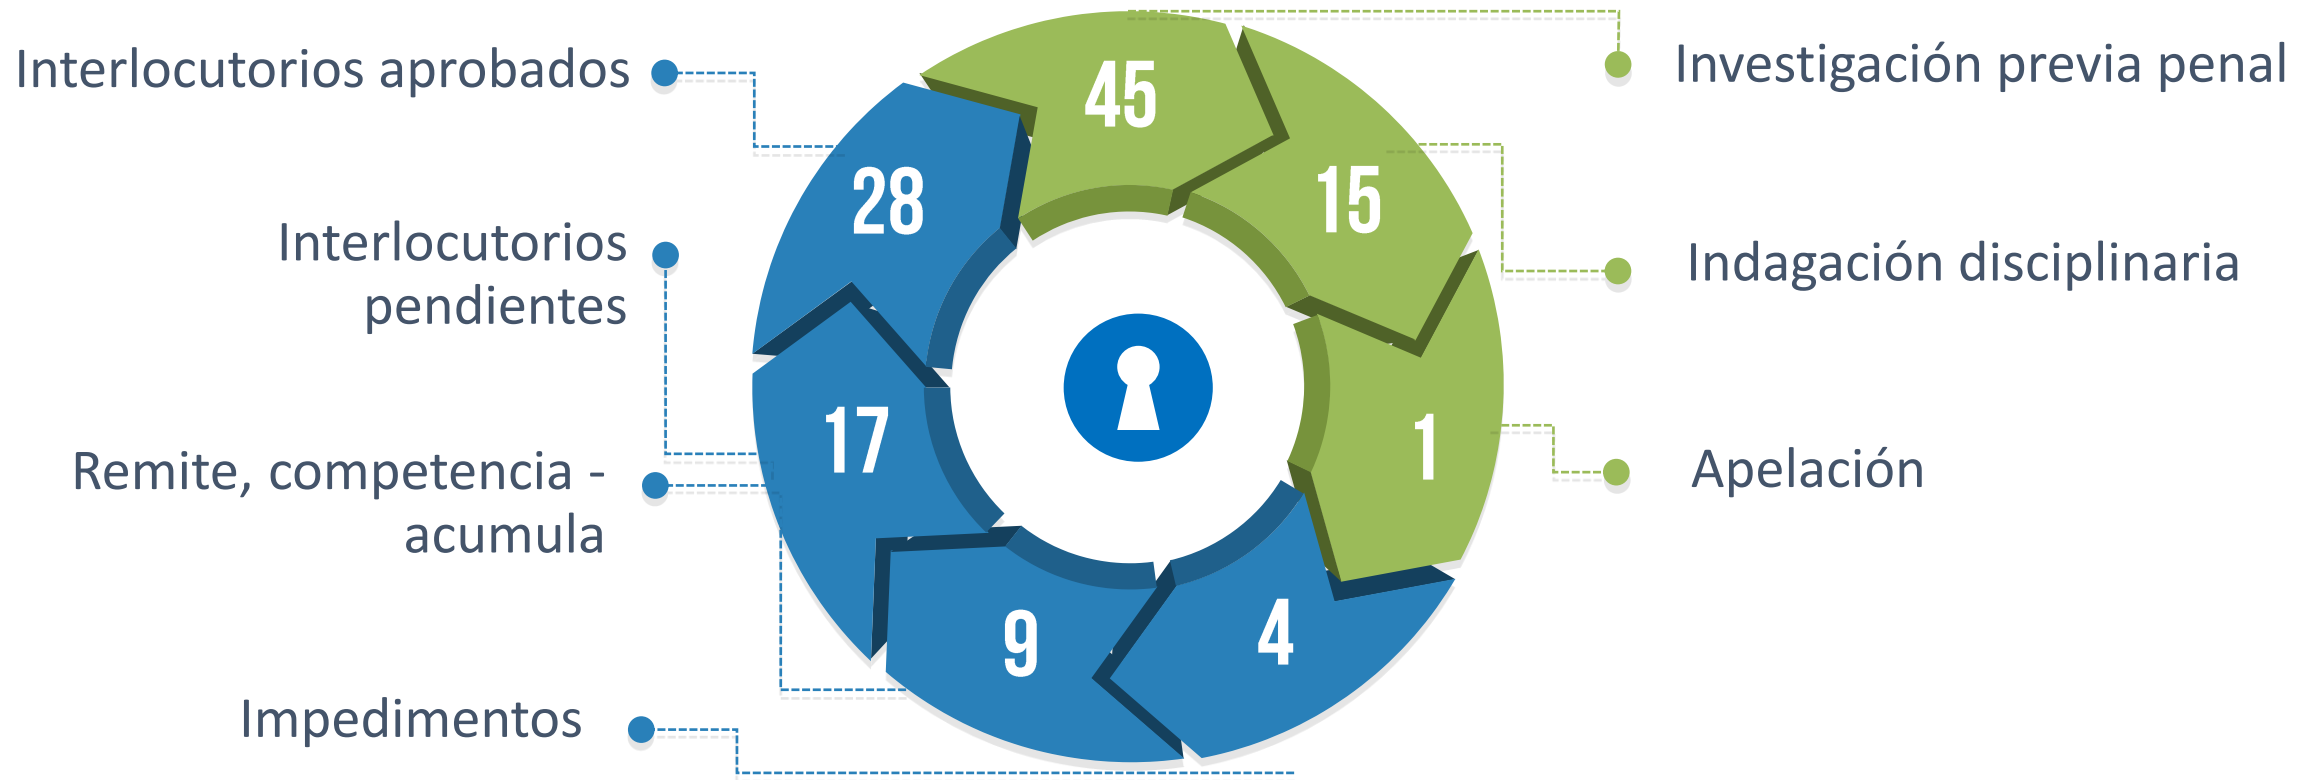 Interlocutorios aprobados
Interlocutorios
pendientes
Remite, competencia -
acumula
Impedimentos
45
28
15
17
1
9
4
Investigación previa penal
Indagación disciplinaria
Apelación